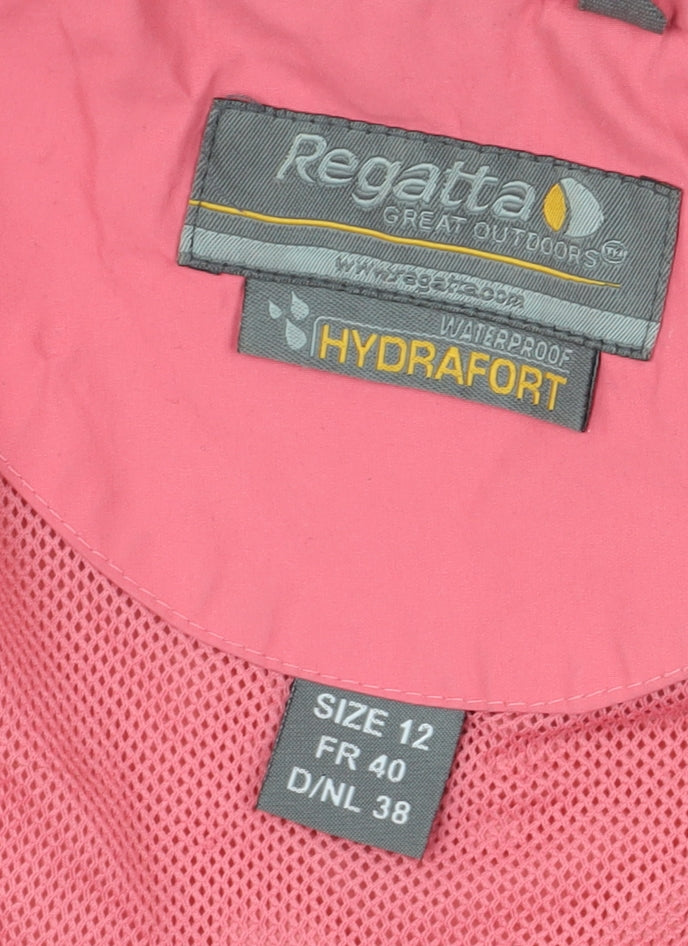 Regatta
GREAT OUTDOORS™
www.regatta.com
WATERPROOF
HYDRAFORT
SIZE 12
FR 40
D/NL 38